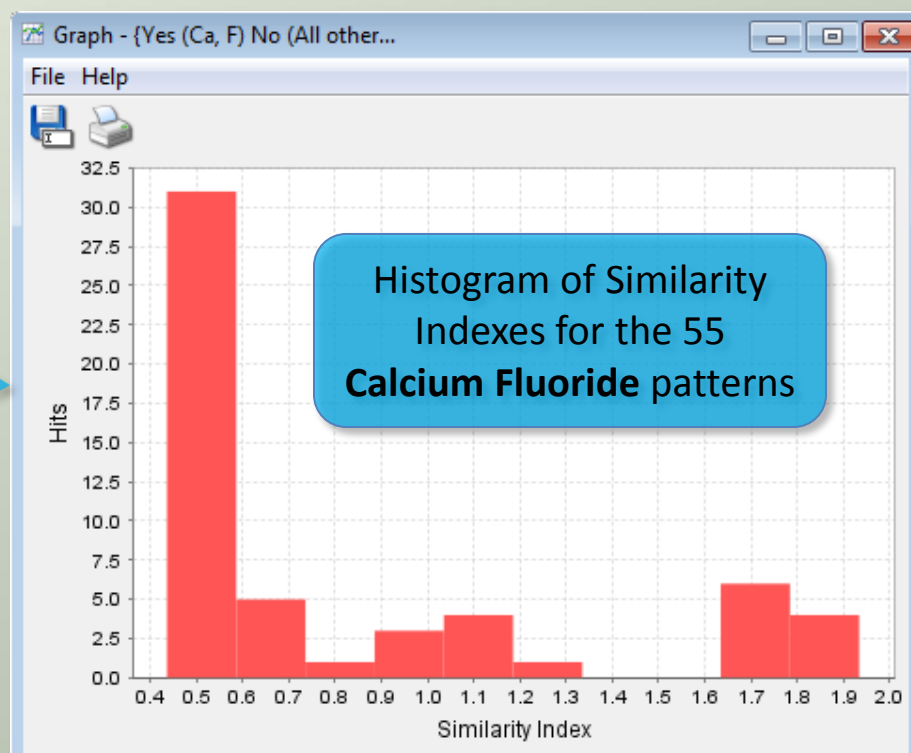 Graph - {Yes (Ca, F) No (All other...
File Help
32.5
30.0
27.5
25.0
22.5
20.0
17.5
15.0
12.5
10.0
7.5
5.0
2.5
0.0
Hits
Histogram of Similarity
Indexes for the 55
Calcium Fluoride patterns
0.4 0.5 0.6 0.7 0.8 0.9 1.0 1.1 1.2 1.3 1.4 1.5 1.6 1.7 1.8 1.9 2.0
Similarity Index